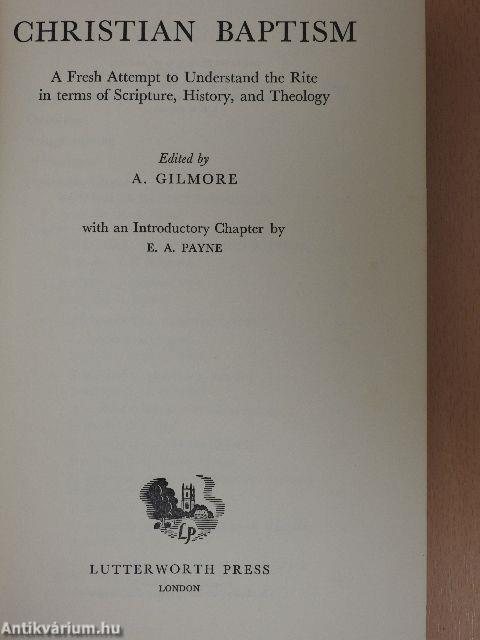 CHRISTIAN BAPTISM
A Fresh Attempt to Understand the Rite
in terms of Scripture, History, and Theology
Edited by
A. GILMORE
with an Introductory Chapter by
E. A. PAYNE
LP
LUTTERWORTH PRESS
LONDON
Antikvárium.hu